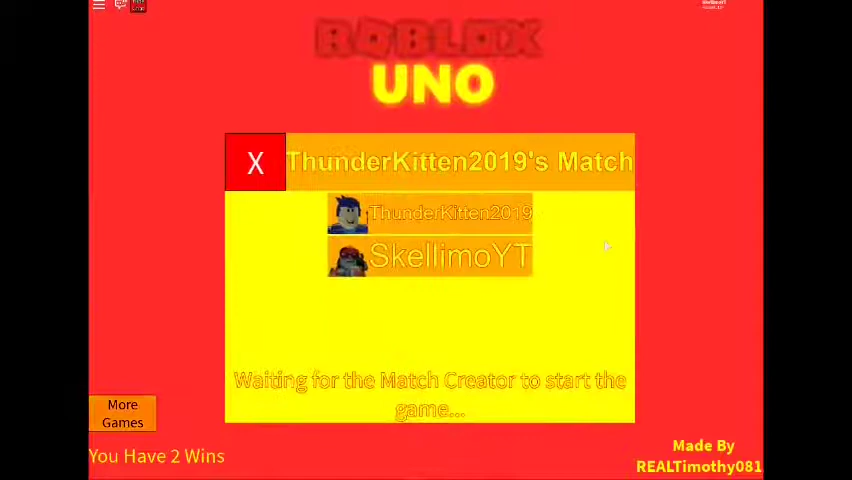 ROBLOX
UNO
X
ThunderKitten2019's Match
ThunderKitten2019
SkellimoYT
Waiting for the Match Creator to start the
game...
More
Games
You Have 2 Wins
Made By
REALTimothy081